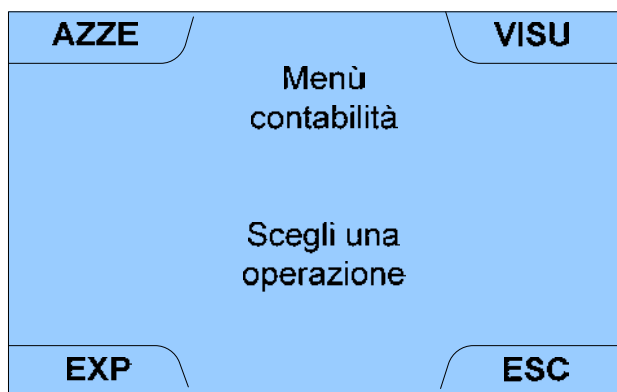 AZZE
VISU
Menù
contabilità
Scegli una
operazione
EXP
ESC